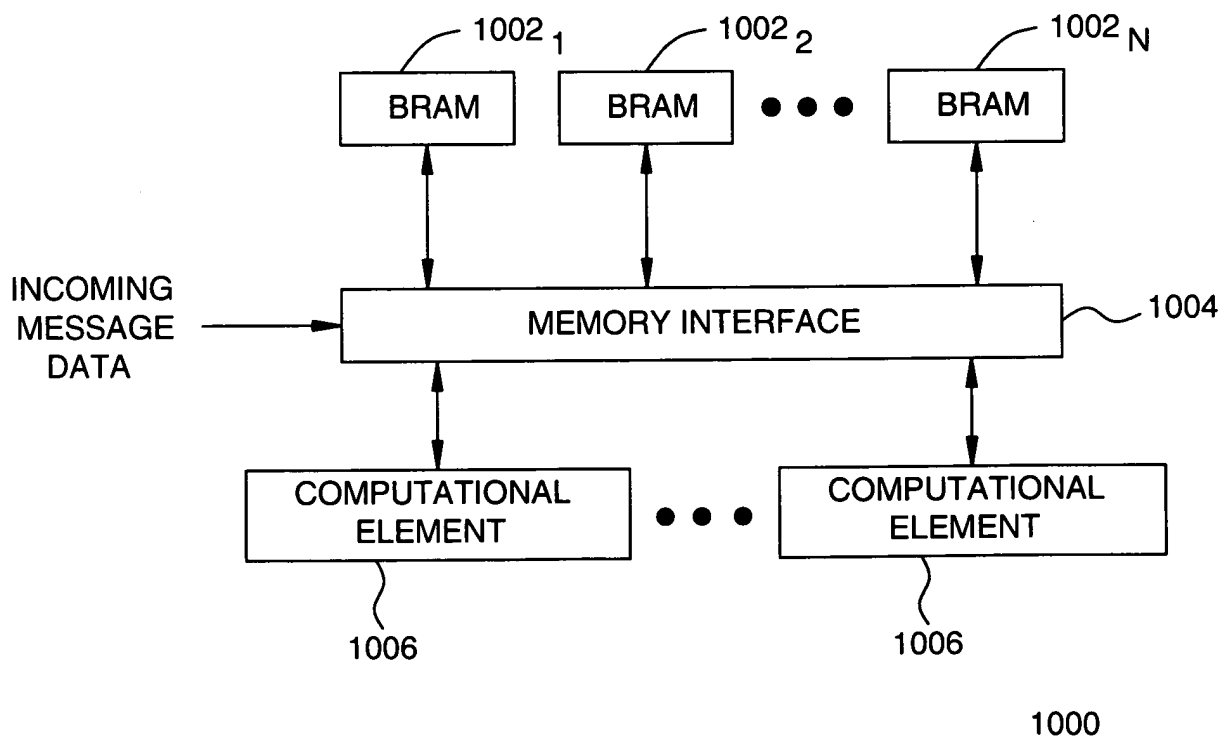 1002 1
1002 2
1002 N
BRAM
BRAM
BRAM
INCOMING
MESSAGE
DATA
MEMORY INTERFACE
1004
COMPUTATIONAL
ELEMENT
COMPUTATIONAL
ELEMENT
1006
1006
1000